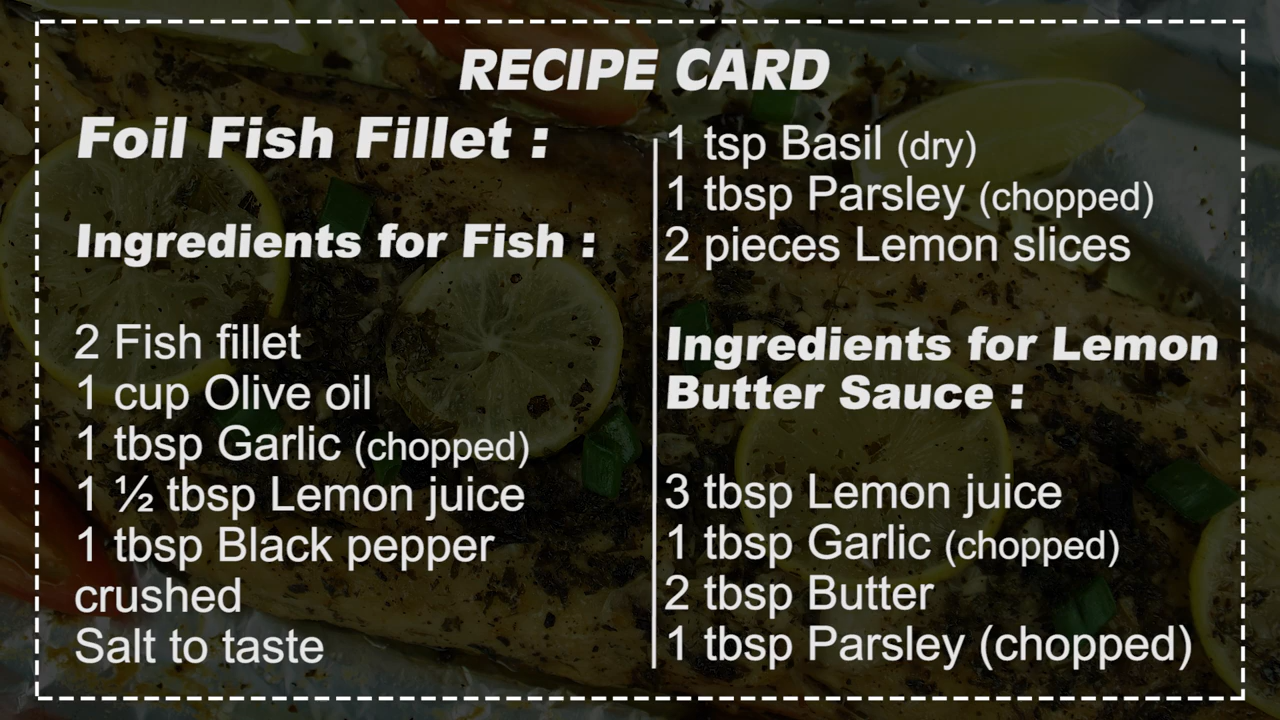 RECIPE CARD
Foil Fish Fillet :
Ingredients for Fish :
2 Fish fillet
1 cup Olive oil
1 tbsp Garlic (chopped)
1 ½ tbsp Lemon juice
1 tbsp Black pepper
crushed
Salt to taste
1 tsp Basil (dry)
1 tbsp Parsley (chopped)
2 pieces Lemon slices
Ingredients for Lemon
Butter Sauce :
3 tbsp Lemon juice
1 tbsp Garlic (chopped)
2 tbsp Butter
1 tbsp Parsley (chopped)